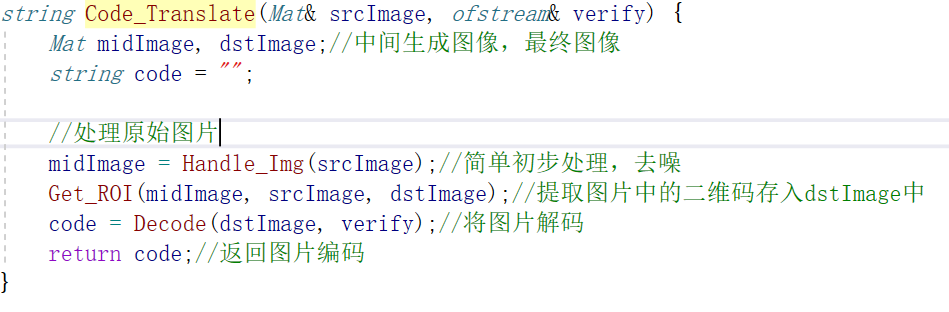 string Code_Translate(Mat& srcImage, ofstream& verify) {
Mat midImage, dstImage;//中间生成图像，最终图像
string code = "";
//处理原始图片
midImage = Handle_Img(srcImage);//简单初步处理，去噪
Get_ROI(midImage, srcImage, dstImage);//提取图片中的二维码存入dstImage中
code = Decode(dstImage, verify);//将图片解码
return code;//返回图片编码
}